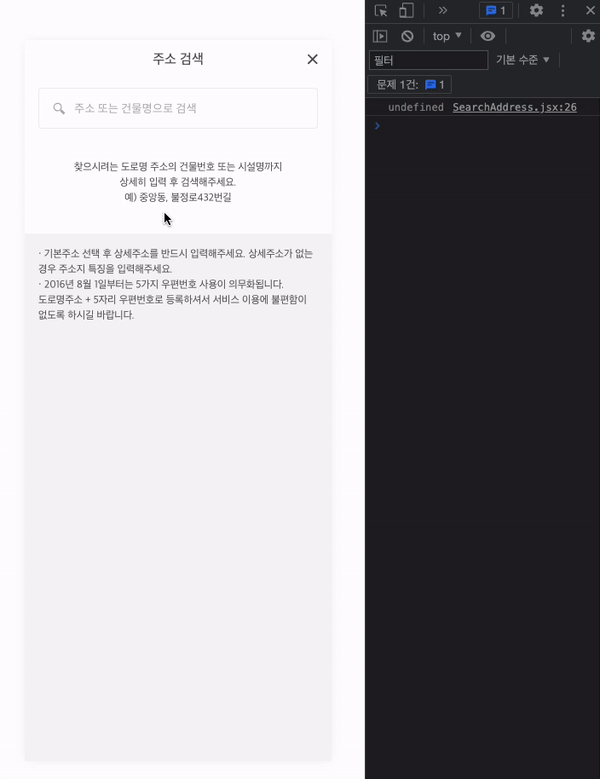 주소 검색
주소 또는 건물명으로 검색
찾으시려는 도로명 주소의 건물번호 또는 시설명까지
상세히 입력 후 검색해주세요.
예) 중앙동, 불정로432번길
· 기본주소 선택 후 상세주소를 반드시 입력해주세요. 상세주소가 없는
경우 주소지 특징을 입력해주세요.
· 2016년 8월 1일부터는 5가지 우편번호 사용이 의무화됩니다.
도로명주소 + 5자리 우편번호로 등록하셔서 서비스 이용에 불편함이
없도록 하시길 바랍니다.
1
top
필터
기본 수준
문제 1건: 1
undefined SearchAddress.jsx:26